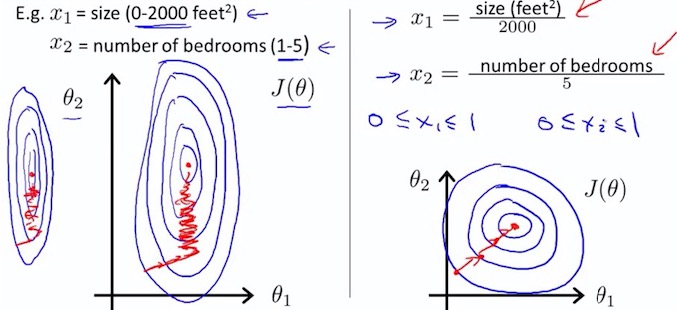 E.g. x₁ = size (0-2000 feet²)
x₂ = number of bedrooms (1-5)
θ₂
J(θ)
θ₁
x₁ = size (feet²) / 2000
x₂ = number of bedrooms / 5
0 ≤ x₁ ≤ 1 0 ≤ x₂ ≤ 1
θ₂
J(θ)
θ₁